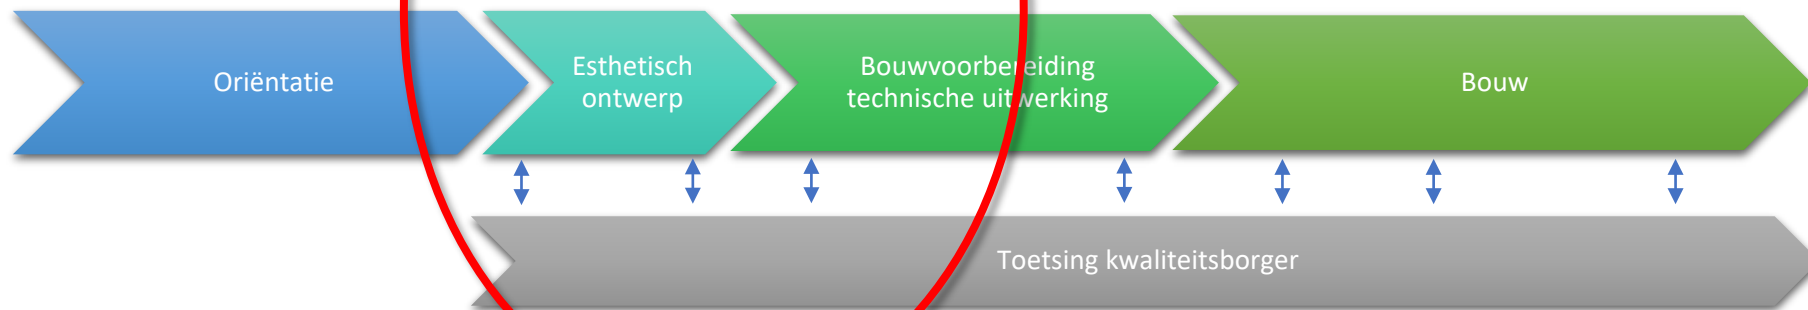 Oriëntatie
Esthetisch
ontwerp
Bouwvoorbereiding
technische uitwerking
Bouw
Toetsing kwaliteitsborger